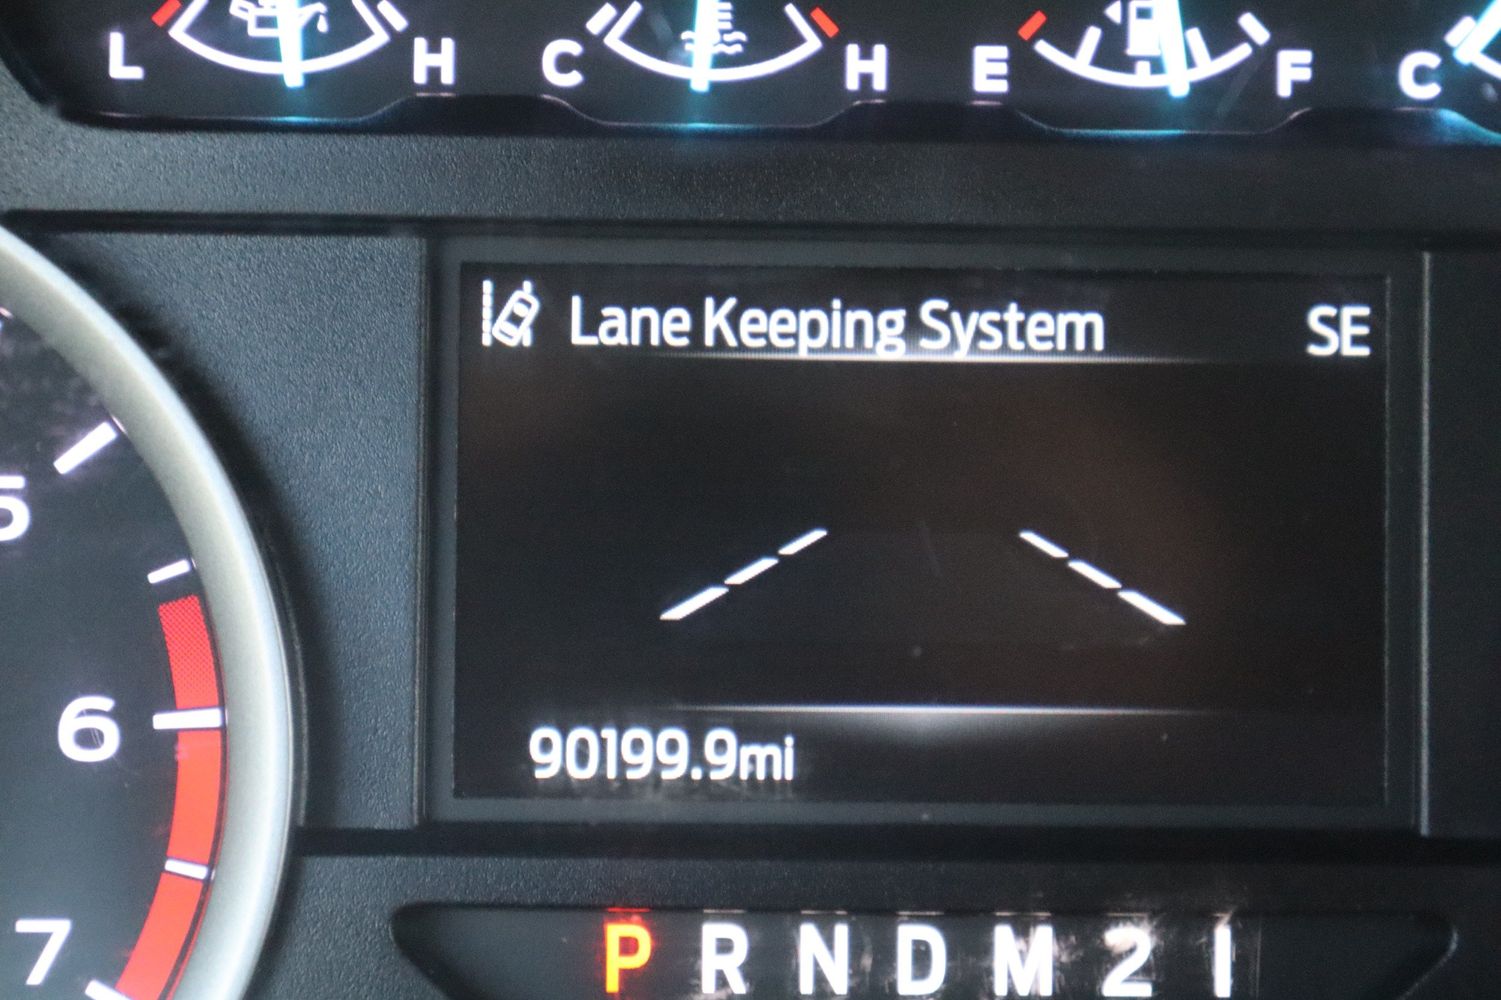 L H C H E F C
Lane Keeping System SE
5
6
90199.9mi
7
P R N D M 2 1